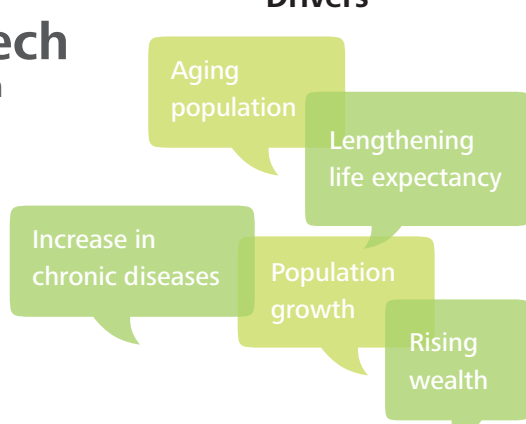 Drivers
ech
Aging
population
Lengthening
life expectancy
Increase in
chronic diseases
Population
growth
Rising
wealth